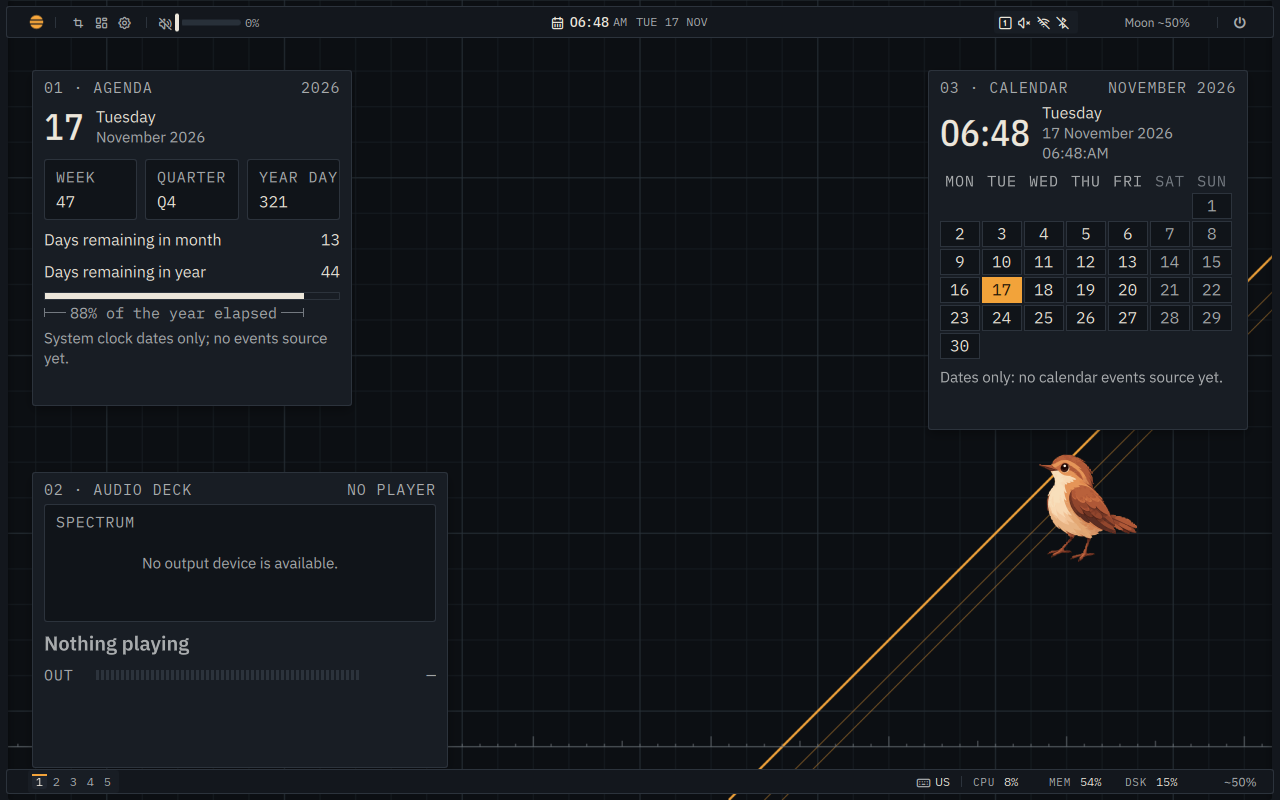 0%
06:48 AM TUE 17 NOV
1
Moon ~50%
01 · AGENDA 2026
17
Tuesday
November 2026
WEEK
47
QUARTER
Q4
YEAR DAY
321
Days remaining in month 13
Days remaining in year 44
88% of the year elapsed
System clock dates only; no events source
yet.
02 · AUDIO DECK NO PLAYER
SPECTRUM
No output device is available.
Nothing playing
OUT —
03 · CALENDAR NOVEMBER 2026
06:48
Tuesday
17 November 2026
06:48:AM
MON TUE WED THU FRI SAT SUN
1
2 3 4 5 6 7 8
9 10 11 12 13 14 15
16 17 18 19 20 21 22
23 24 25 26 27 28 29
30
Dates only: no calendar events source yet.
1 2 3 4 5
US CPU 8% MEM 54% DSK 15% ~50%